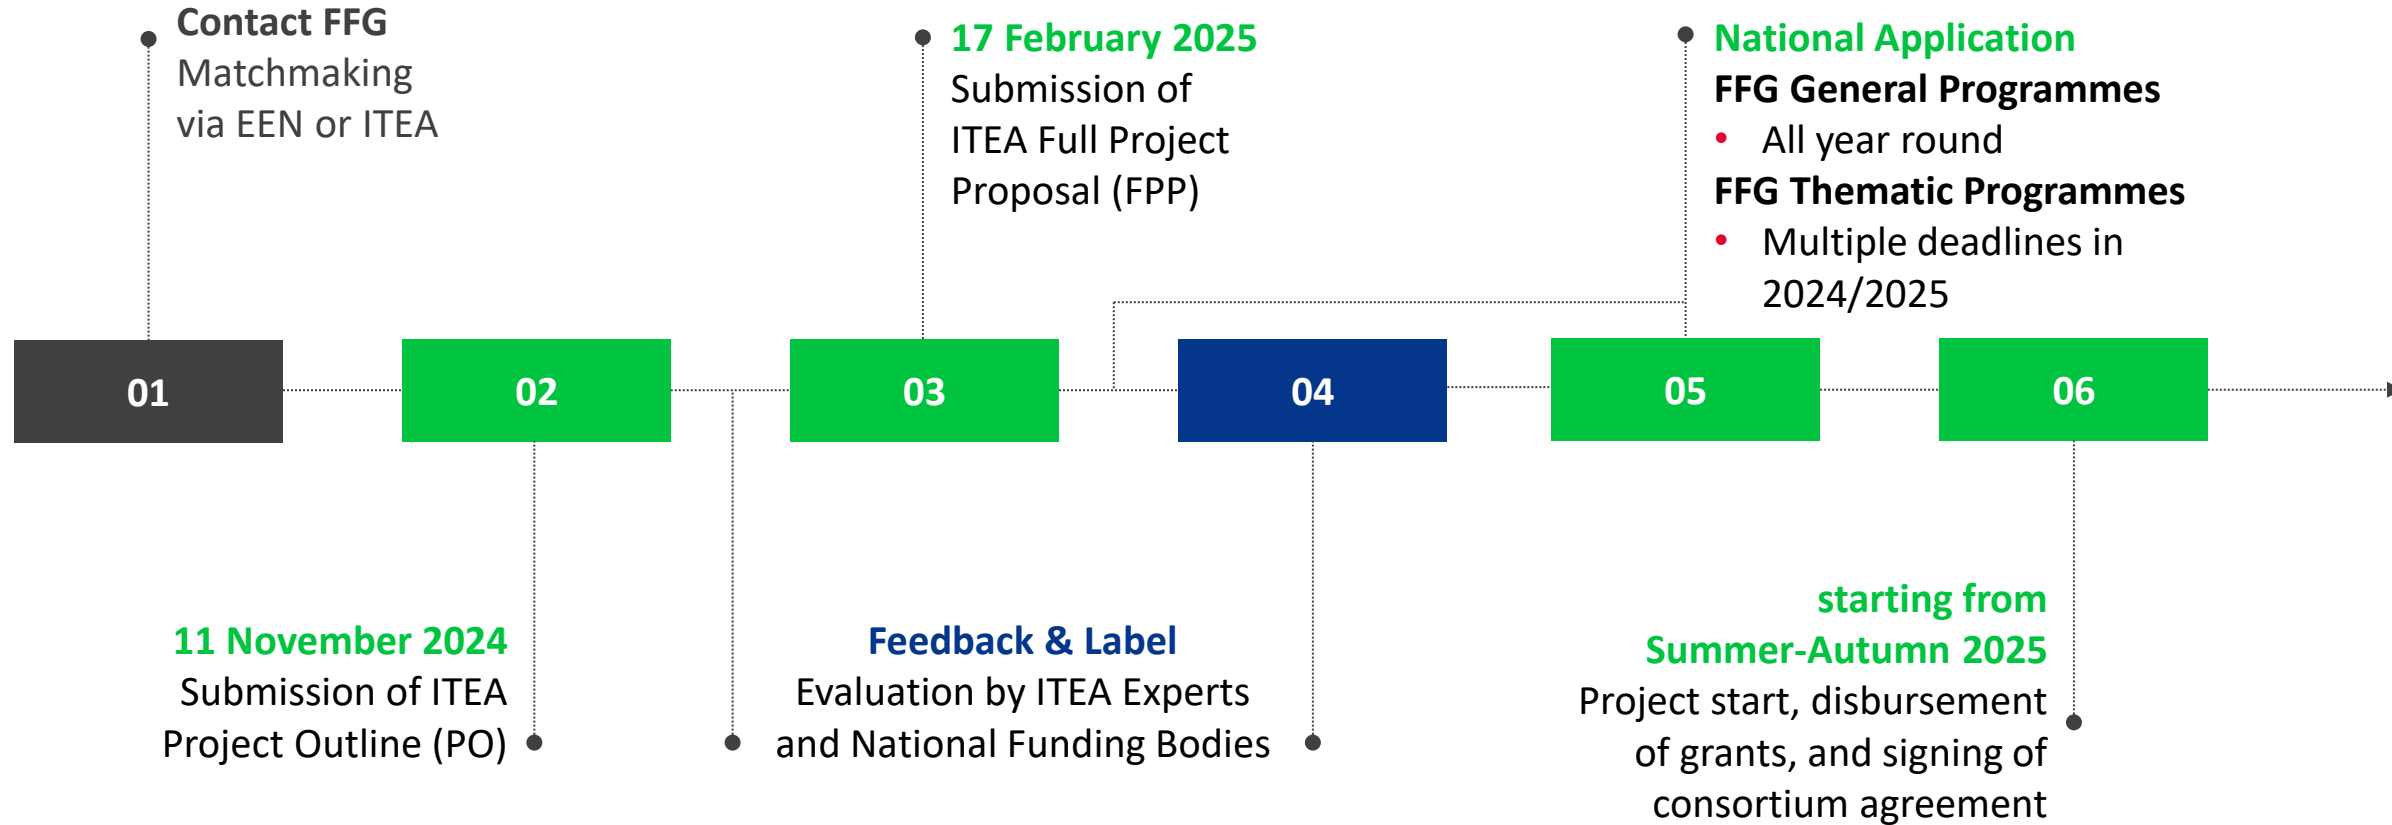 Contact FFG
Matchmaking
via EEN or ITEA
17 February 2025
Submission of
ITEA Full Project
Proposal (FPP)
National Application
FFG General Programmes
• All year round
FFG Thematic Programmes
• Multiple deadlines in
2024/2025
01
02
03
04
05
06
11 November 2024
Submission of ITEA
Project Outline (PO)
Feedback & Label
Evaluation by ITEA Experts
and National Funding Bodies
starting from
Summer-Autumn 2025
Project start, disbursement
of grants, and signing of
consortium agreement